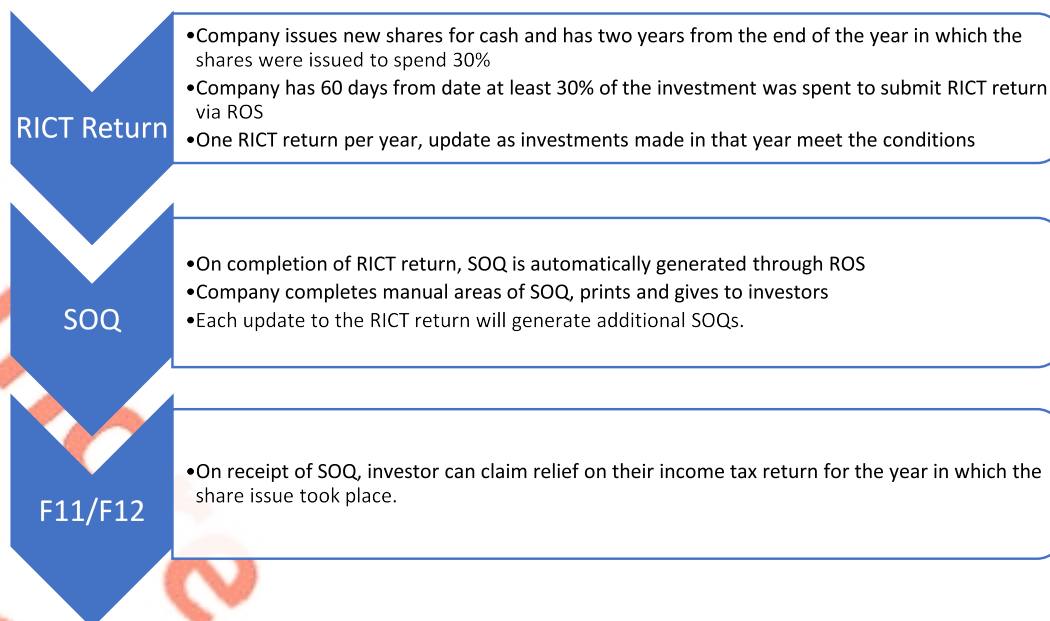 RICT Return
•Company issues new shares for cash and has two years from the end of the year in which the
shares were issued to spend 30%
•Company has 60 days from date at least 30% of the investment was spent to submit RICT return
via ROS
•One RICT return per year, update as investments made in that year meet the conditions
SOQ
•On completion of RICT return, SOQ is automatically generated through ROS
•Company completes manual areas of SOQ, prints and gives to investors
•Each update to the RICT return will generate additional SOQs.
F11/F12
•On receipt of SOQ, investor can claim relief on their income tax return for the year in which the
share issue took place.